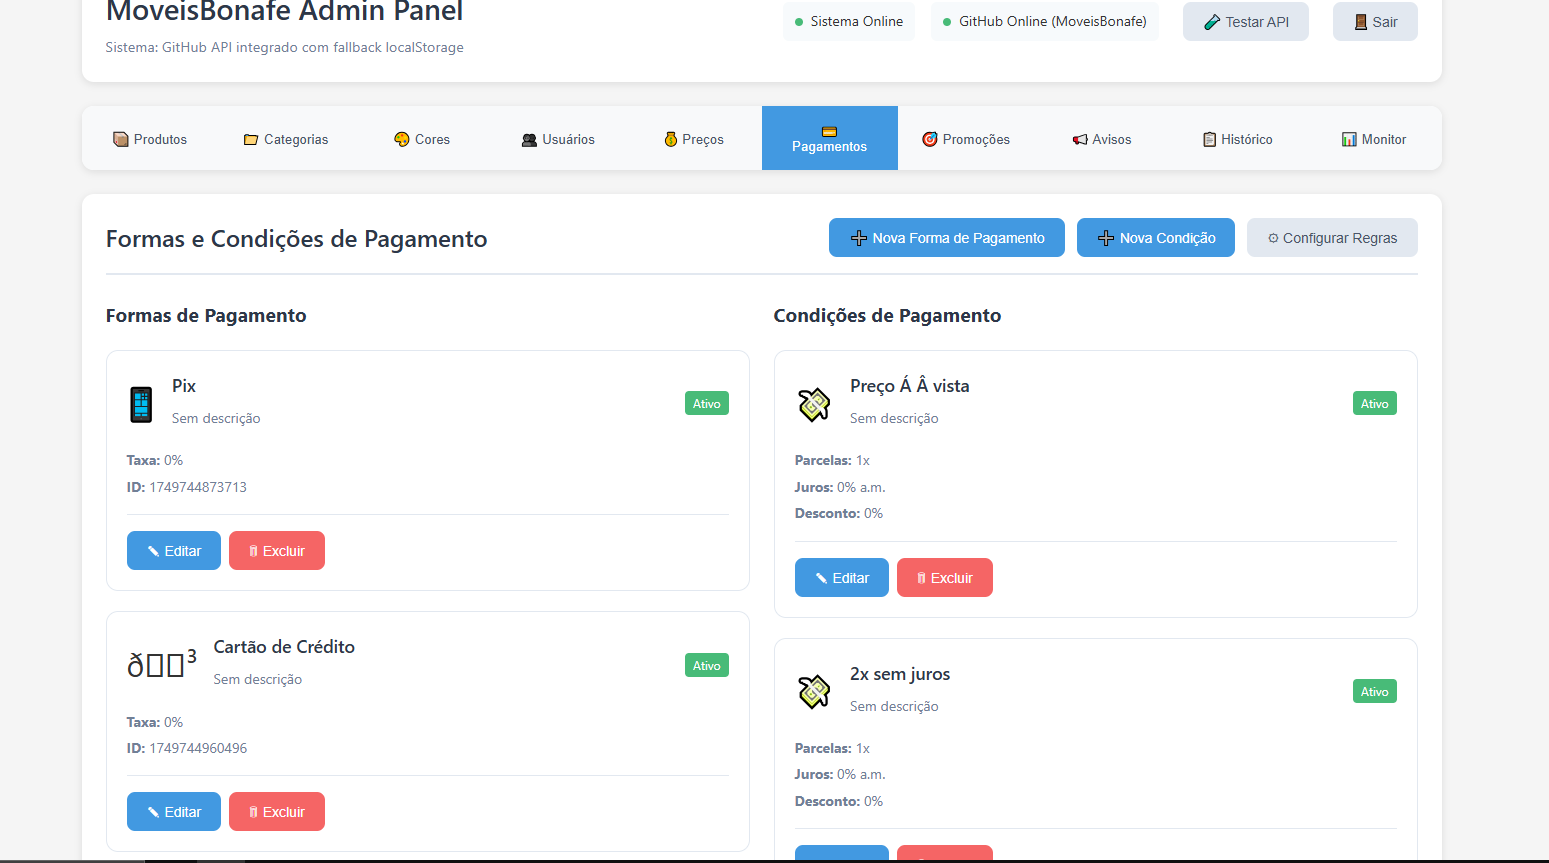 MoveisBonafe Admin Panel
Sistema: GitHub API integrado com fallback localStorage
Sistema Online
GitHub Online (MoveisBonafe)
Testar API
Sair
Produtos
Categorias
Cores
Usuários
Preços
Pagamentos
Promoções
Avisos
Histórico
Monitor
Formas e Condições de Pagamento
Nova Forma de Pagamento
Nova Condição
Configurar Regras
Formas de Pagamento
Pix
Sem descrição
Ativo
Taxa: 0%
ID: 1749744873713
Editar
Excluir
ð³
Cartão de Crédito
Sem descrição
Ativo
Taxa: 0%
ID: 1749744960496
Editar
Excluir
Condições de Pagamento
Preço Á Â vista
Sem descrição
Ativo
Parcelas: 1x
Juros: 0% a.m.
Desconto: 0%
Editar
Excluir
2x sem juros
Sem descrição
Ativo
Parcelas: 1x
Juros: 0% a.m.
Desconto: 0%